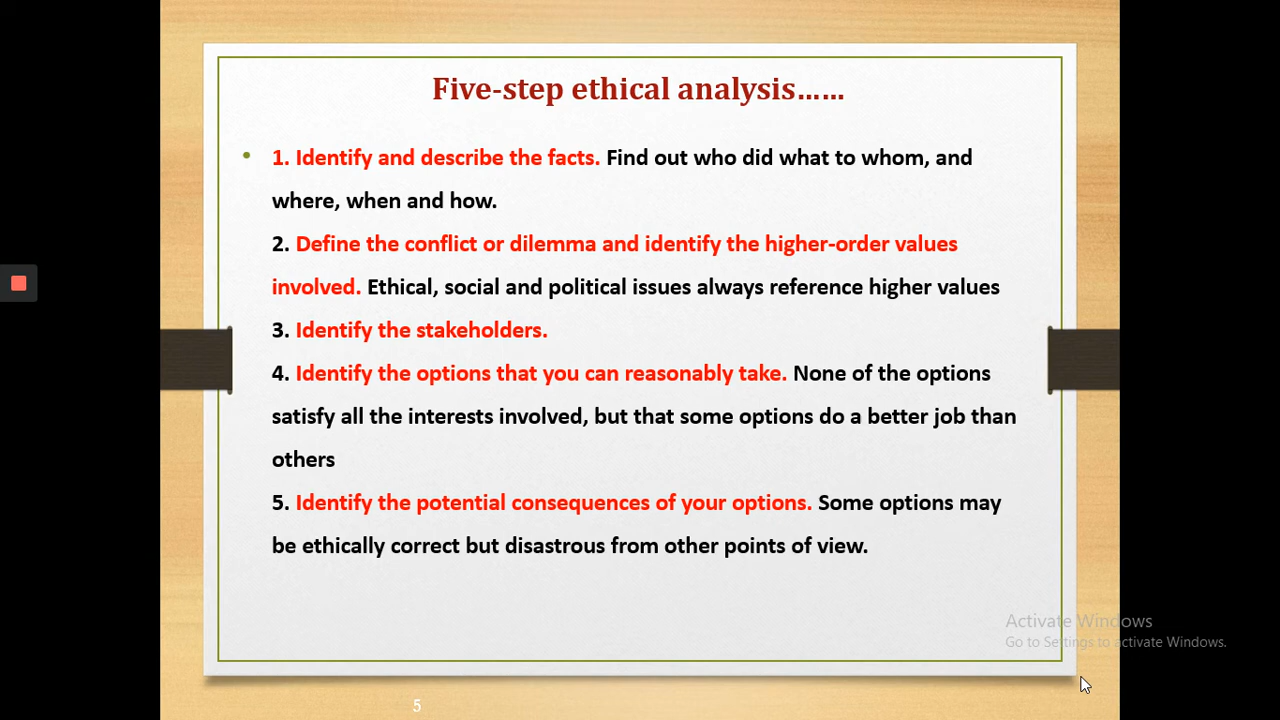 Five-step ethical analysis……
• 1. Identify and describe the facts. Find out who did what to whom, and
where, when and how.
2. Define the conflict or dilemma and identify the higher-order values
involved. Ethical, social and political issues always reference higher values
3. Identify the stakeholders.
4. Identify the options that you can reasonably take. None of the options
satisfy all the interests involved, but that some options do a better job than
others
5. Identify the potential consequences of your options. Some options may
be ethically correct but disastrous from other points of view.
Activate Windows
Go to Settings to activate Windows.
5